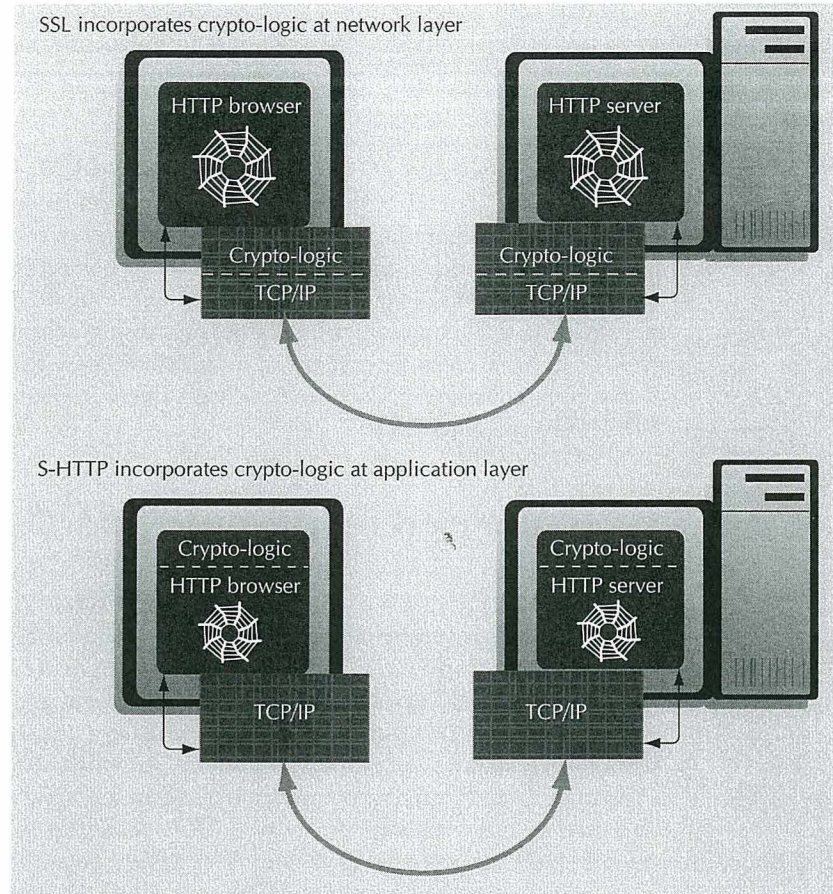 SSL incorporates crypto-logic at network layer
HTTP browser
HTTP server
Crypto-logic
TCP/IP
Crypto-logic
TCP/IP
S-HTTP incorporates crypto-logic at application layer
Crypto-logic
HTTP browser
Crypto-logic
HTTP server
TCP/IP
TCP/IP